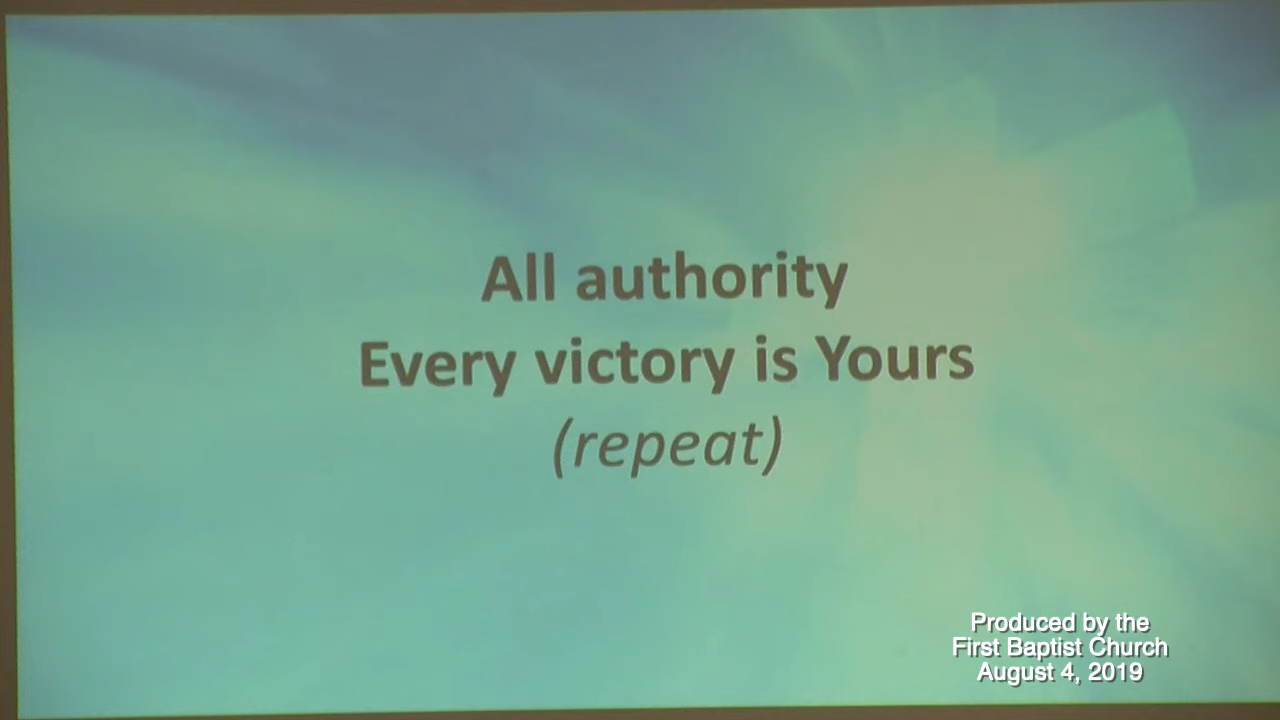 All authority
Every victory is Yours
(repeat)
Produced by the
First Baptist Church
August 4, 2019